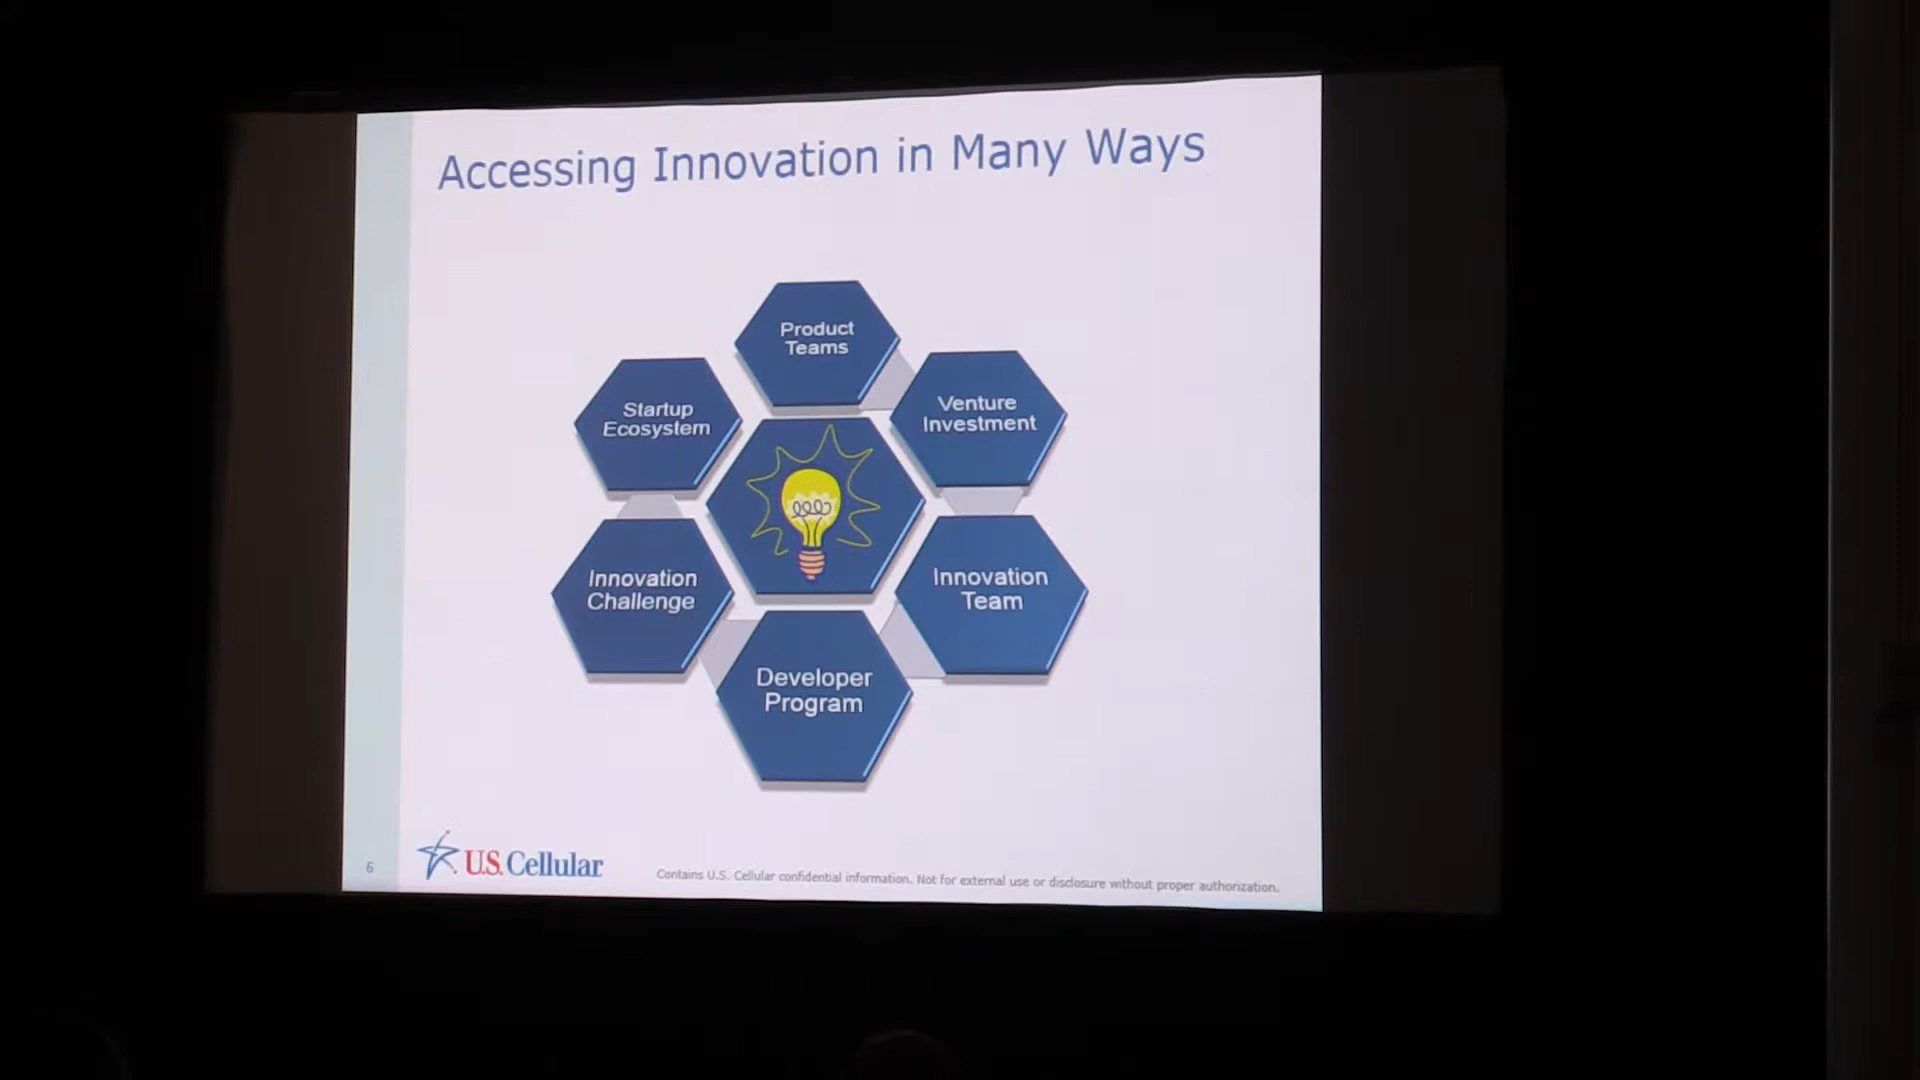 Accessing Innovation in Many Ways
Product
Teams
Startup
Ecosystem
Venture
Investment
Innovation
Challenge
Innovation
Team
Developer
Program
6
U.S. Cellular
Contains U.S. Cellular confidential information. Not for external use or disclosure without proper authorization.